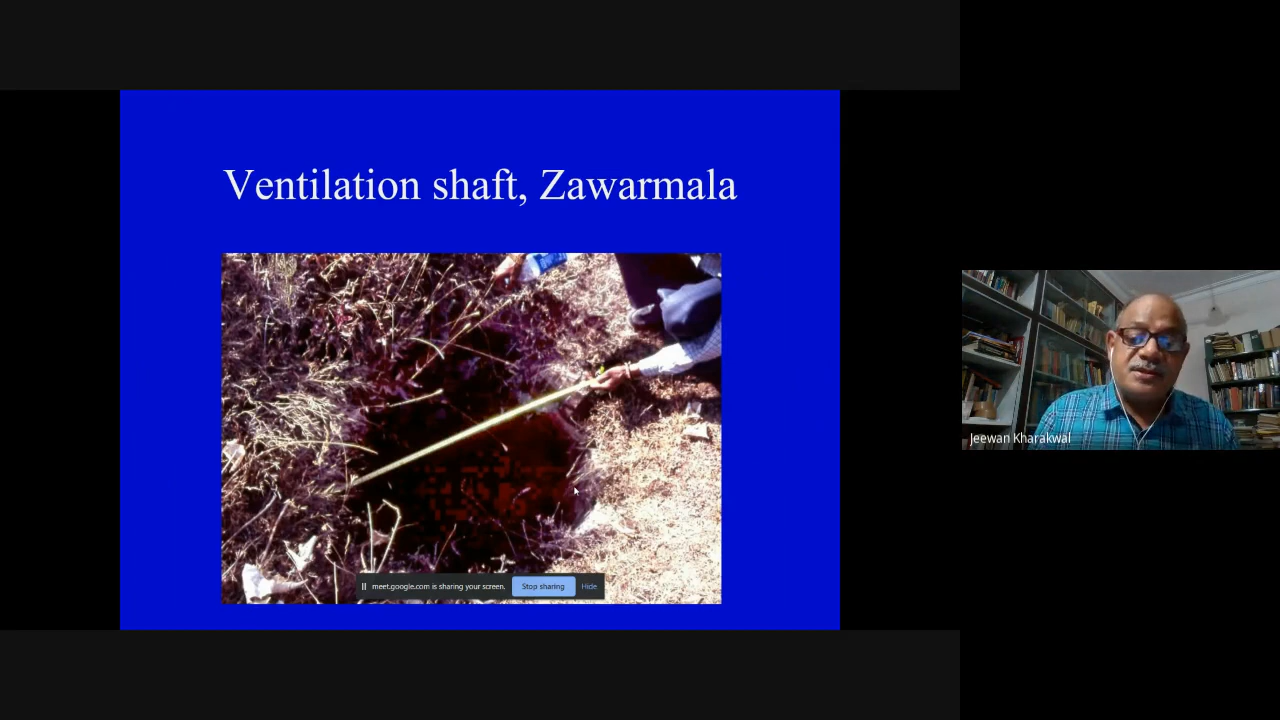 Ventilation shaft, Zawarmala
meet.google.com is sharing your screen. Stop sharing Hide
Jeewan Kharakwal